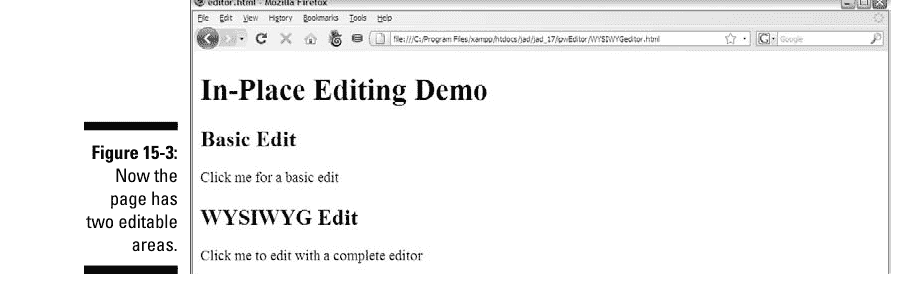 editor.html - Mozilla Firefox
File Edit View History Bookmarks Tools Help
file:///C:/Program Files/xampp/htdocs/jad/jad_17/ipwEditor/WYSIWYGeditor.html
Google
In-Place Editing Demo
Basic Edit
Click me for a basic edit
WYSIWYG Edit
Click me to edit with a complete editor
Figure 15-3:
Now the
page has
two editable
areas.